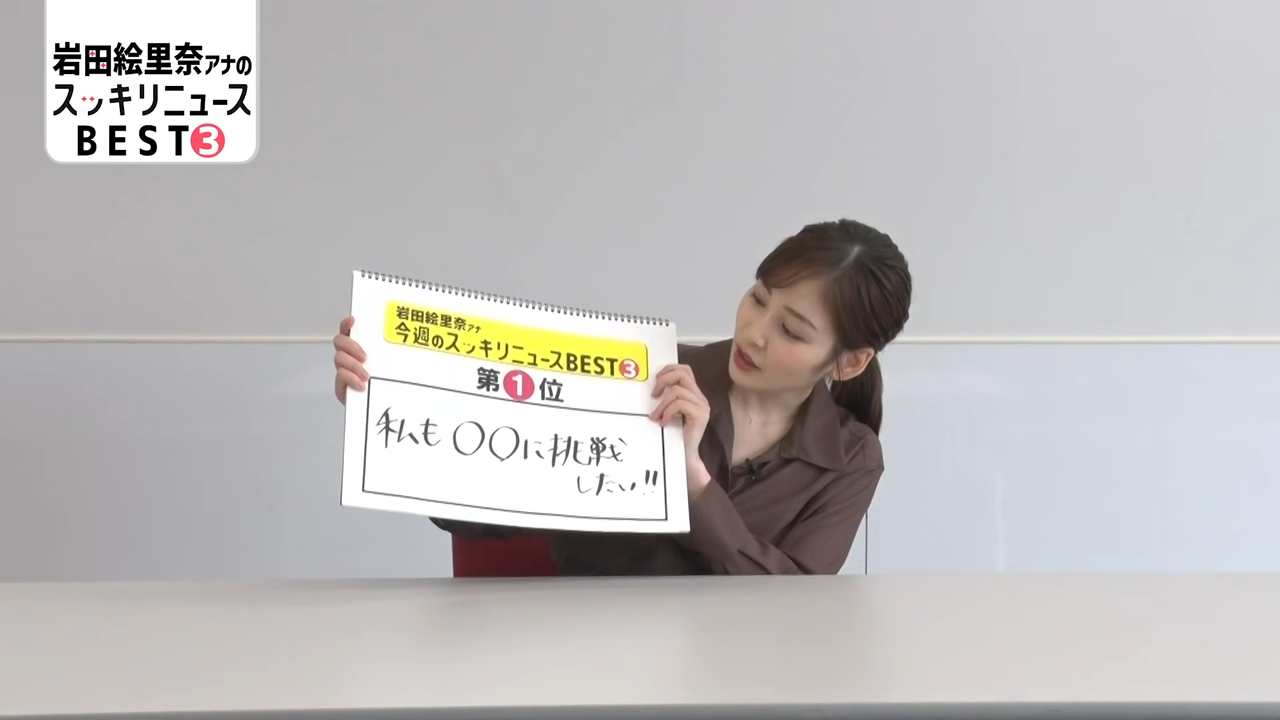 岩田絵里奈アナの
スッキリニュース
BEST3
岩田絵里奈アナ
今週のスッキリニュースBEST3
第1位
私も〇〇に挑戦
したい!!